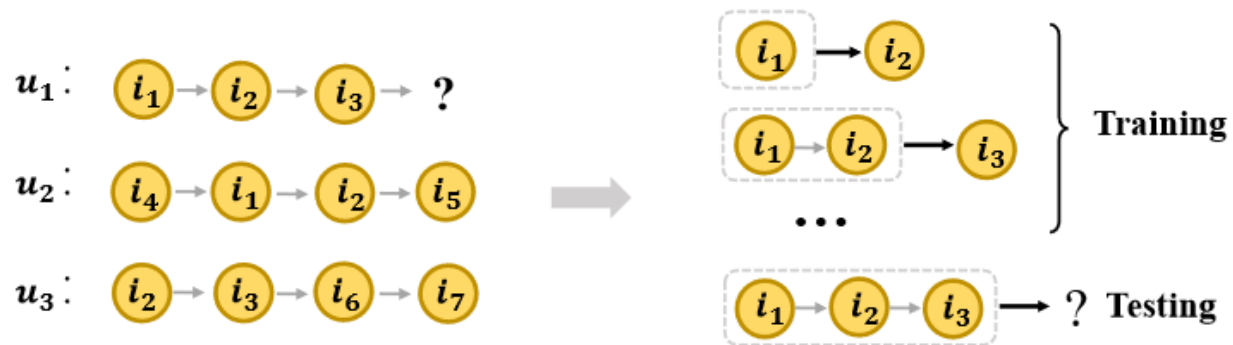 u₁: i₁ → i₂ → i₃ → ?
u₂: i₄ → i₁ → i₂ → i₅
u₃: i₂ → i₃ → i₆ → i₇
i₁ → i₂
i₁ → i₂ → i₃
...
Training
i₁ → i₂ → i₃ → ? Testing